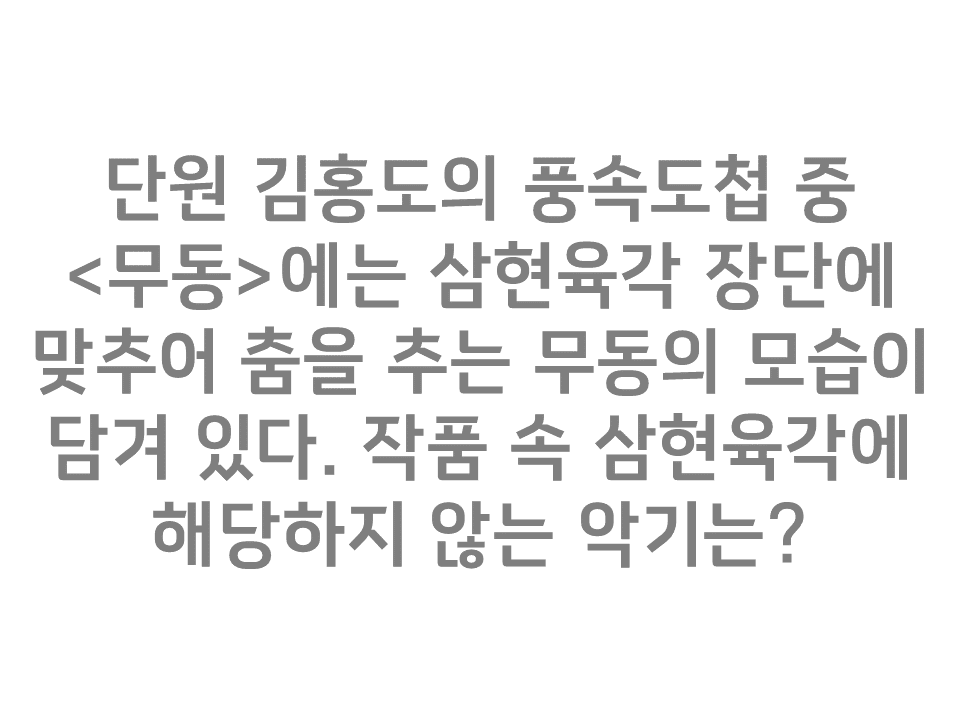 단원 김홍도의 풍속도첩 중
<무동>에는 삼현육각 장단에
맞추어 춤을 추는 무동의 모습이
담겨 있다. 작품 속 삼현육각에
해당하지 않는 악기는?